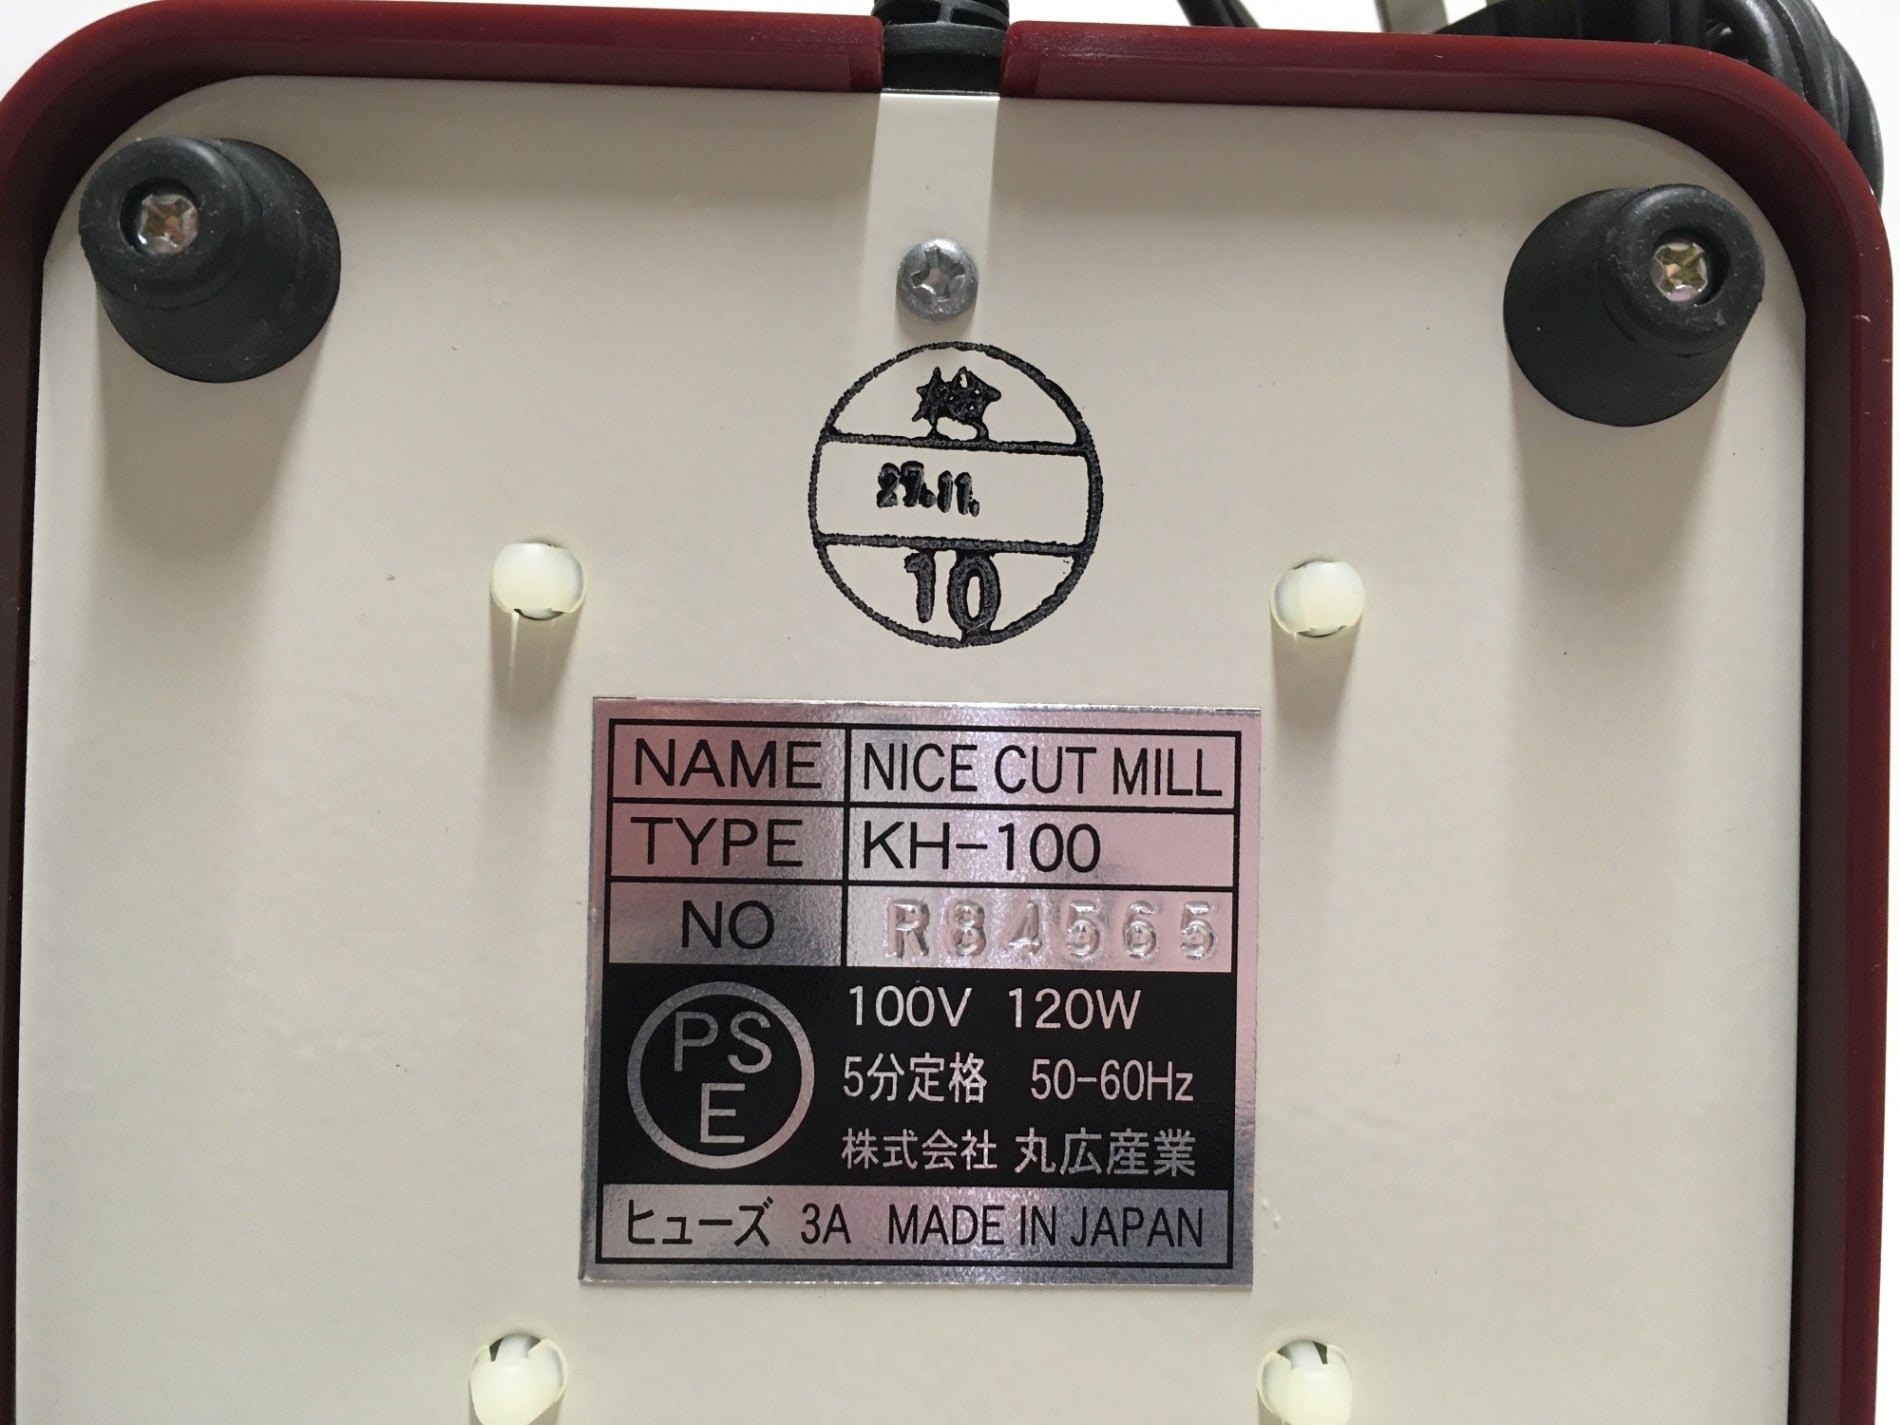 27.11.
10
NAME NICE CUT MILL
TYPE KH-100
NO R84565
PS
E
100V 120W
5分定格 50-60Hz
株式会社 丸広産業
ヒューズ 3A MADE IN JAPAN